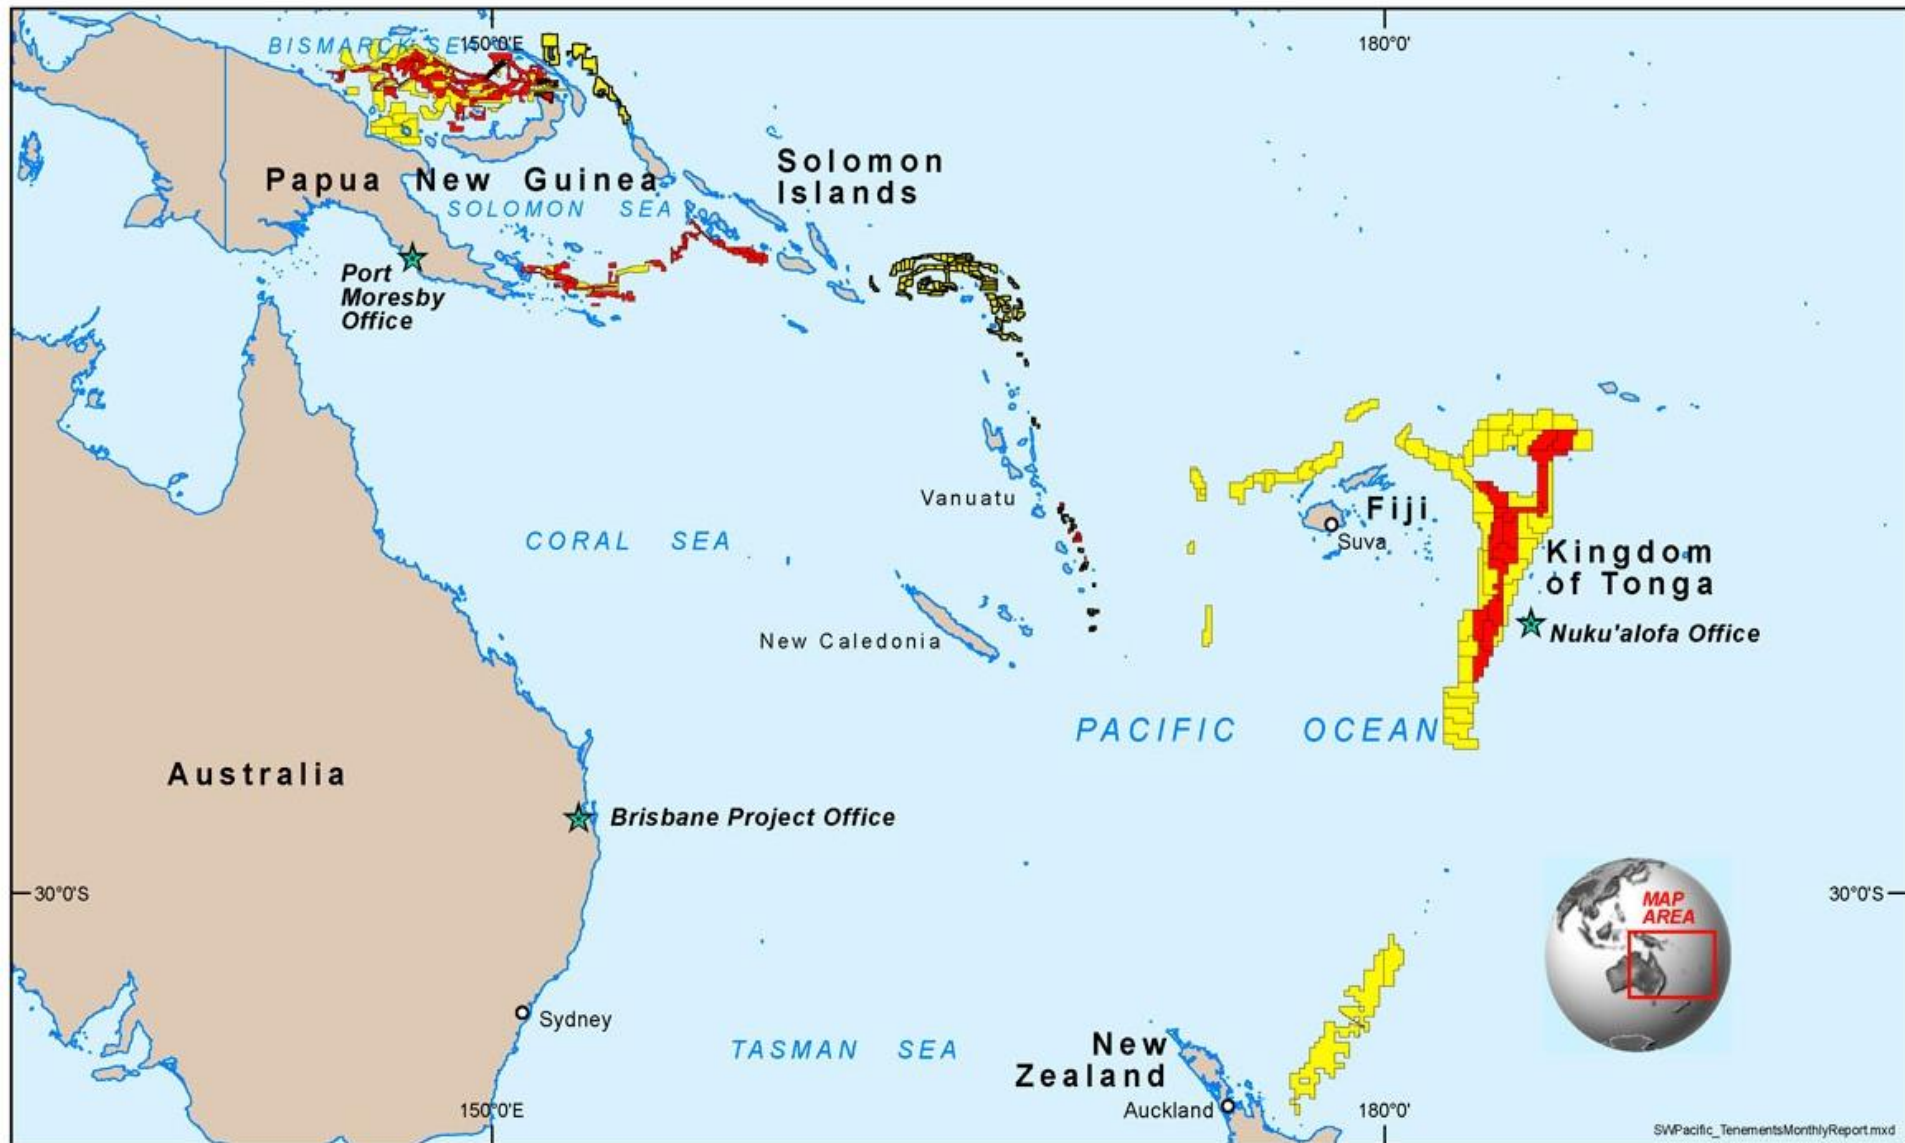 BISMARCK SEA
150°0'E
180°0'
Solomon
Islands
Papua New Guinea
SOLOMON SEA
Port
Moresby
Office
Vanuatu
Fiji
Suva
CORAL SEA
Kingdom
of Tonga
Nuku'alofa Office
New Caledonia
PACIFIC OCEAN
Australia
Brisbane Project Office
30°0'S
30°0'S
MAP
AREA
Sydney
TASMAN SEA
New
Zealand
Auckland
150°0'E
180°0'
SWPacific_TenementsMonthlyReport.mxd